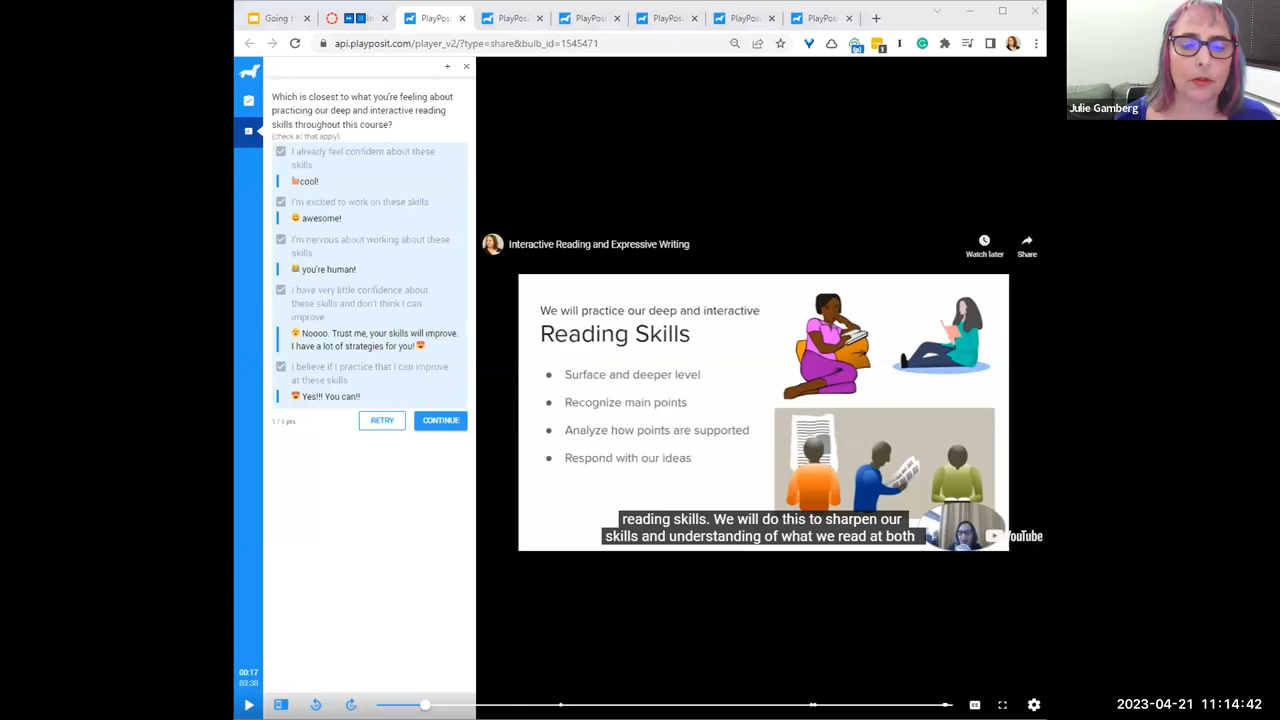 Going t
PlayPosi
PlayPosi
PlayPosi
PlayPosi
PlayPosi
PlayPosi
api.playposit.com/player_v2/?type=share&bulb_id=1545471
Which is closest to what you're feeling about
practicing our deep and interactive reading
skills throughout this course?
(check all that apply)
I already feel confident about these
skills
cool!
I'm excited to work on these skills
awesome!
I'm nervous about working about these
skills
you're human!
I have very little confidence about
these skills and don't think I can
improve
Noooo. Trust me, your skills will improve.
I have a lot of strategies for you!
I believe if I practice that I can improve
at these skills
Yes!!! You can!!
1 / 1 pts
RETRY
CONTINUE
00:17
03:38
Interactive Reading and Expressive Writing
Watch later
Share
We will practice our deep and interactive
Reading Skills
• Surface and deeper level
• Recognize main points
• Analyze how points are supported
• Respond with our ideas
reading skills. We will do this to sharpen our
skills and understanding of what we read at both
YouTube
Julie Gamberg
2023-04-21 11:14:42